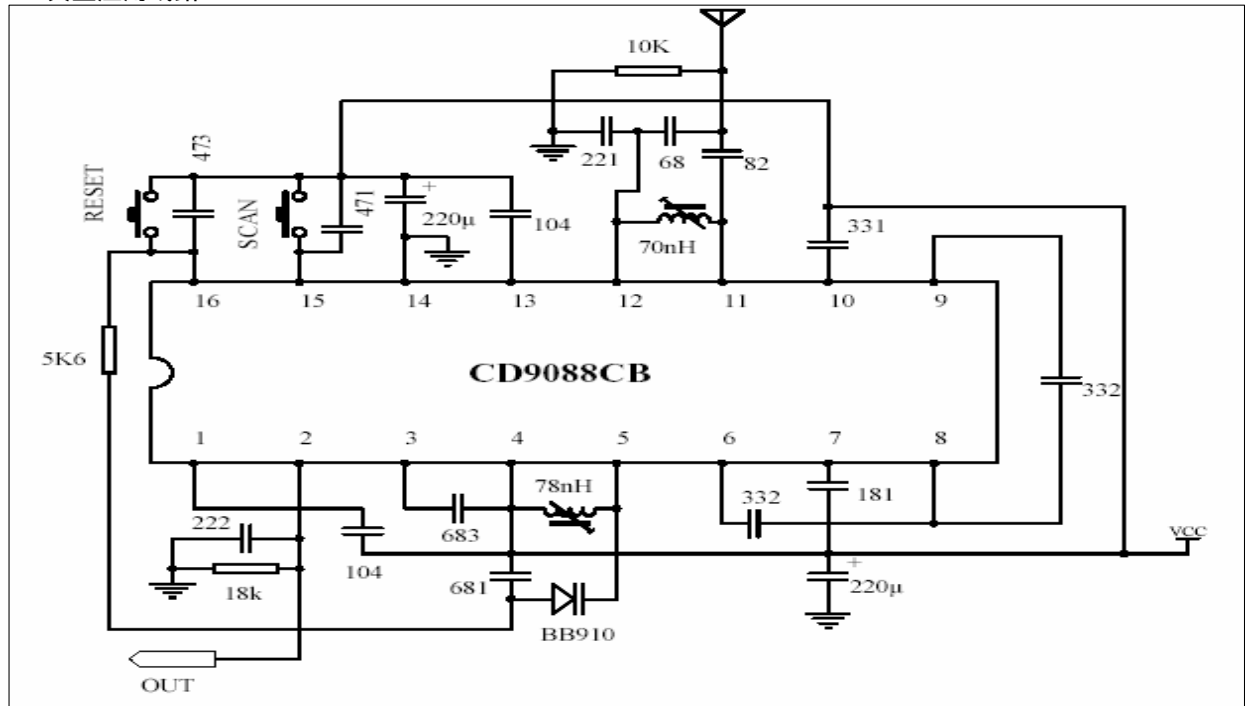 10K
473
221
68
82
RESET
SCAN
471
+
220μ
104
70nH
331
16
15
14
13
12
11
10
9
5K6
CD9088CB
332
1
2
3
4
5
6
7
8
78nH
222
683
332
181
VCC
104
681
+
220μ
18k
BB910
OUT